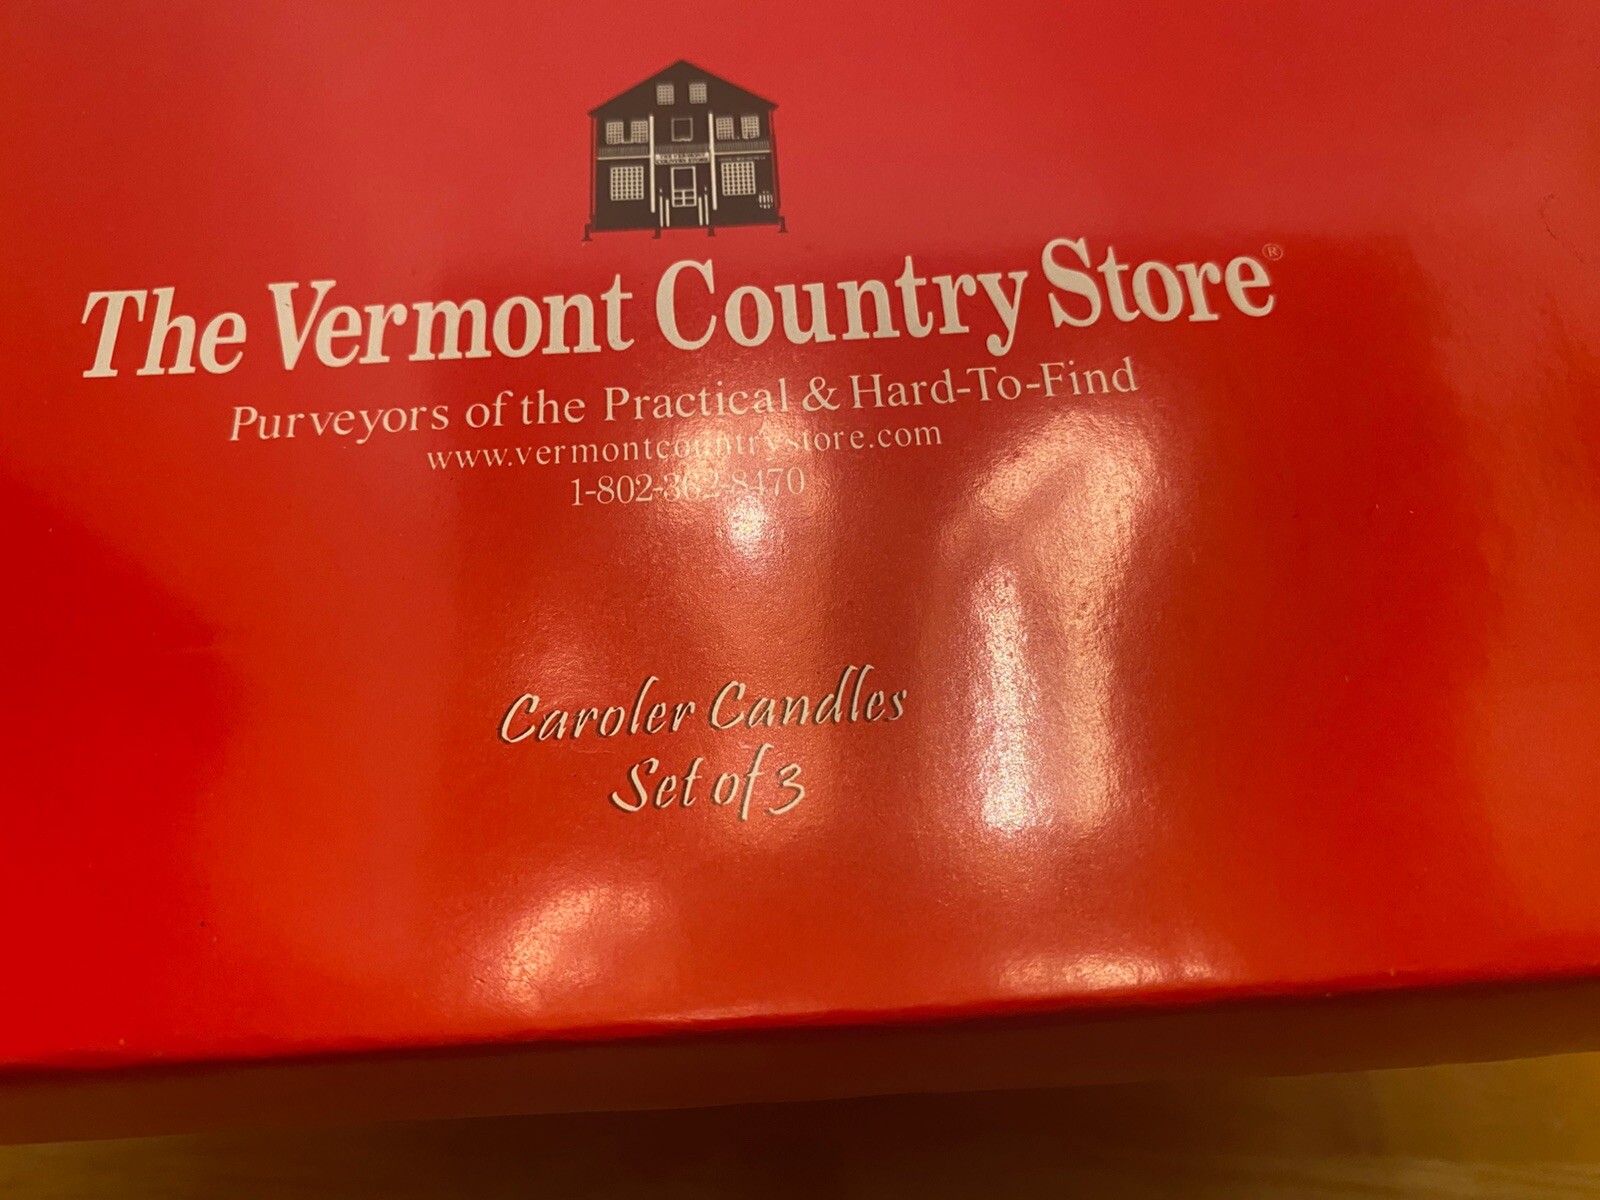 The Vermont Country Store®
Purveyors of the Practical & Hard-To-Find
www.vermontcountrystore.com
1-802-362-8470
Caroler Candles
Set of 3